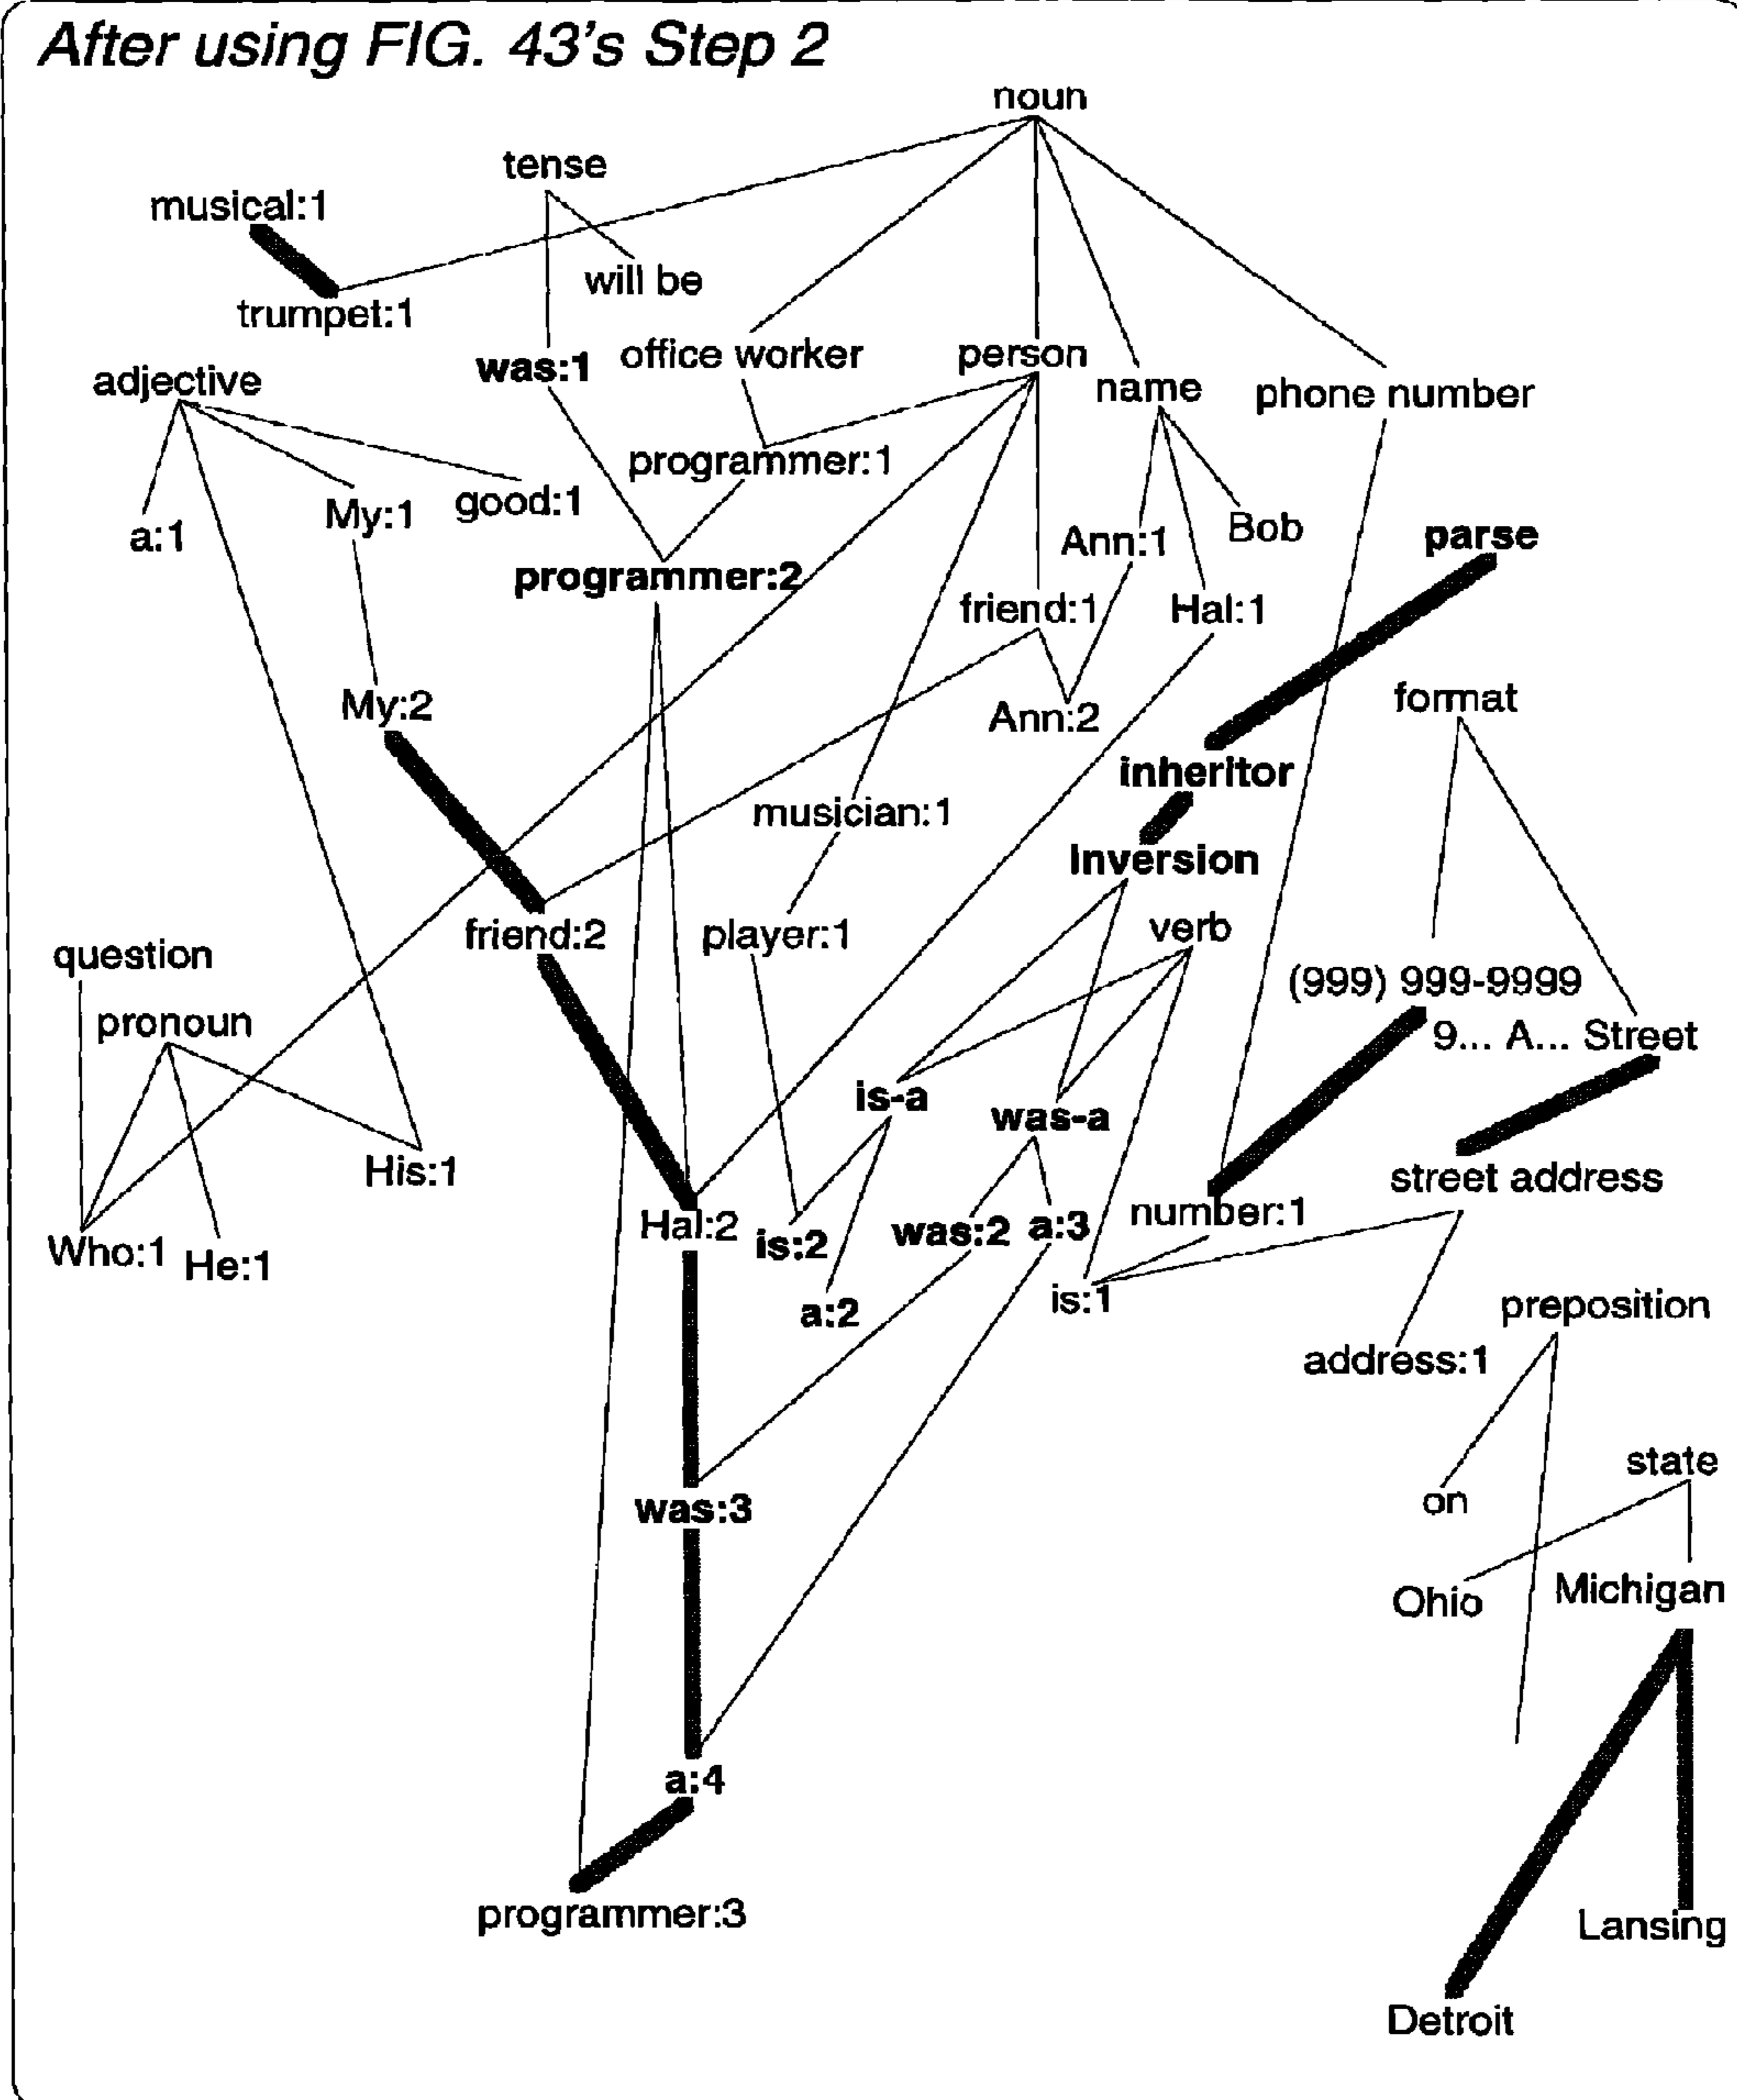 After using FIG. 43's Step 2
noun
tense
musical:1
will be
trumpet:1
was:1
office worker
person
adjective
name
phone number
programmer:1
good:1
My:1
a:1
Ann:1
Bob
parse
programmer:2
friend:1
Hal:1
format
My:2
Ann:2
inheritor
musician:1
Inversion
verb
friend:2
player:1
question
(999) 999-9999
pronoun
9... A... Street
is-a
was-a
His:1
street address
number:1
Hal:2
is:2
was:2
a:3
Who:1
He:1
is:1
a:2
preposition
address:1
state
on
was:3
Ohio
Michigan
a:4
programmer:3
Lansing
Detroit